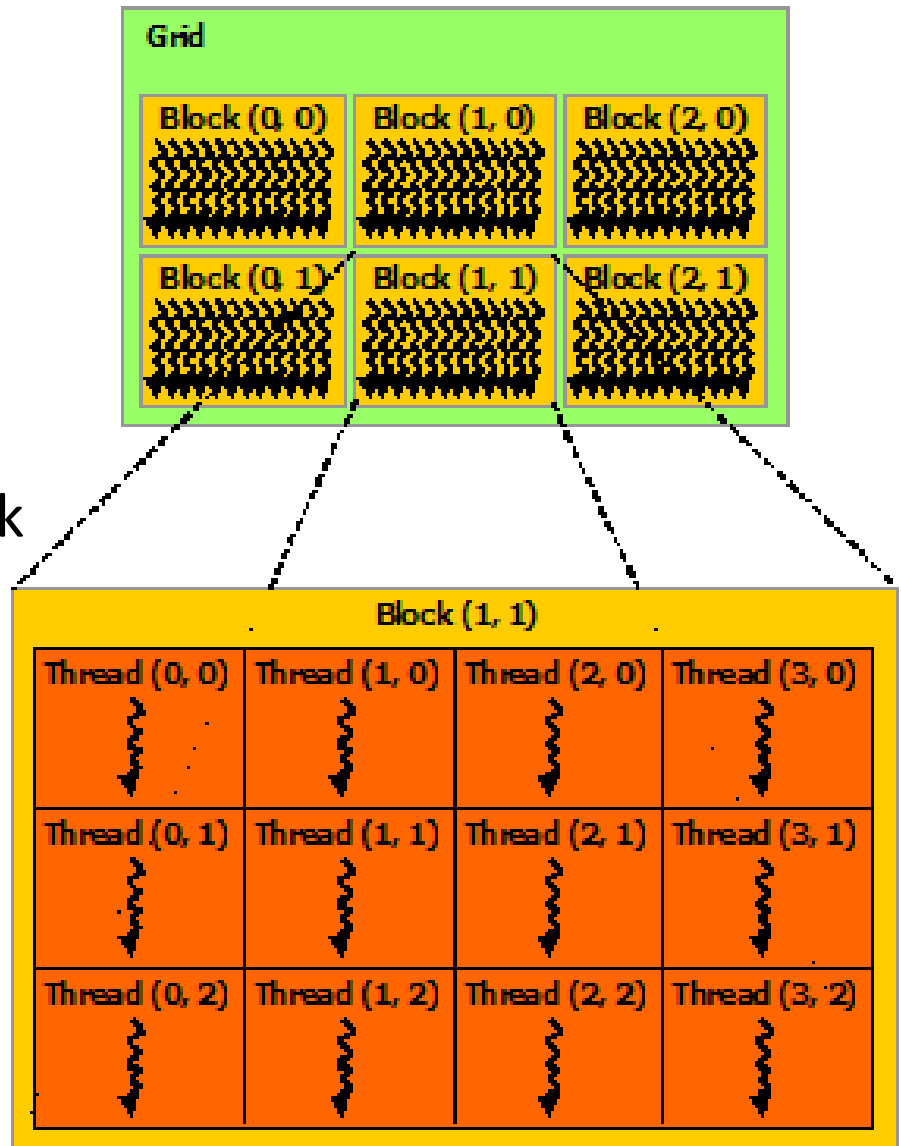 Grid
Block (0, 0) Block (1, 0) Block (2, 0)
Block (0, 1) Block (1, 1) Block (2, 1)
k
Block (1, 1)
Thread (0, 0) Thread (1, 0) Thread (2, 0) Thread (3, 0)
Thread (0, 1) Thread (1, 1) Thread (2, 1) Thread (3, 1)
Thread (0, 2) Thread (1, 2) Thread (2, 2) Thread (3, 2)